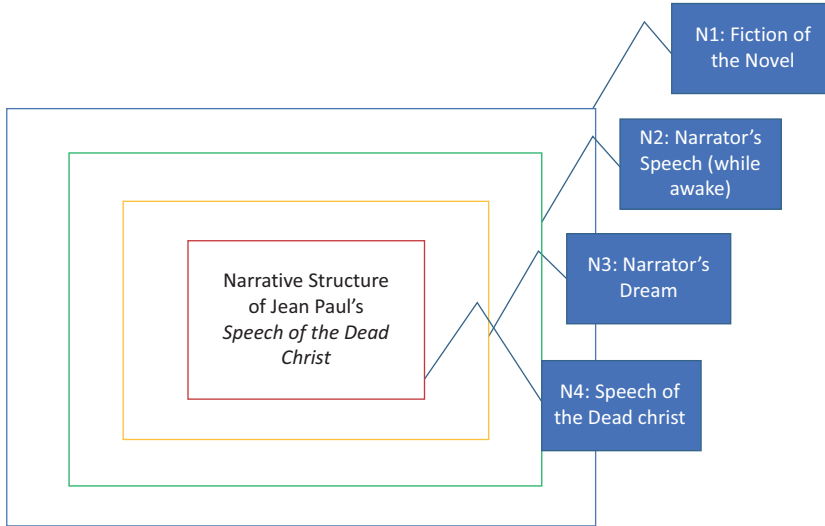 N1: Fiction of
the Novel
N2: Narrator’s
Speech (while
awake)
N3: Narrator’s
Dream
Narrative Structure
of Jean Paul’s
Speech of the Dead
Christ
N4: Speech of
the Dead christ